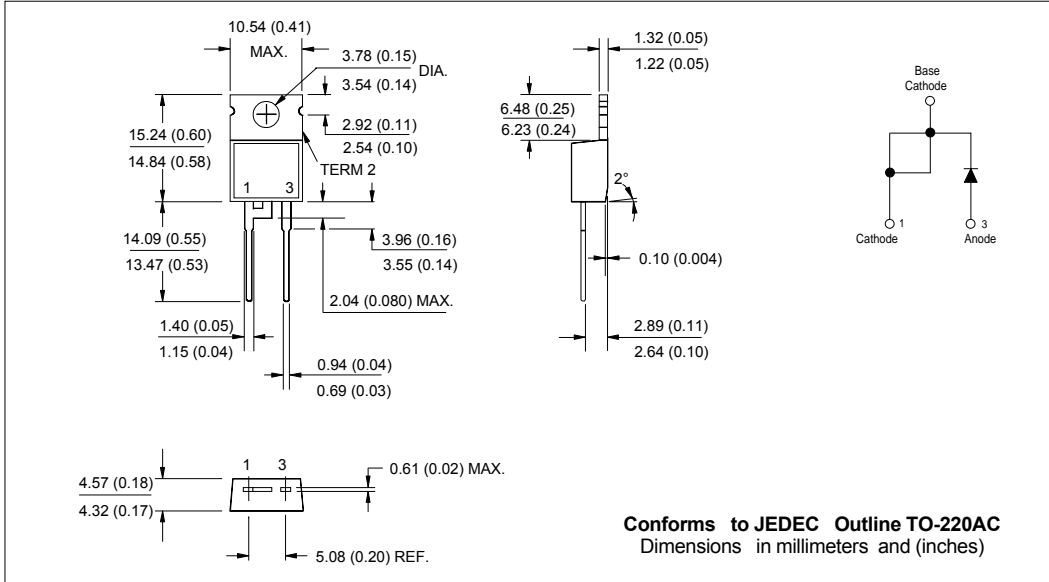 10.54 (0.41)
MAX.
3.78 (0.15)
3.54 (0.14)
DIA.
15.24 (0.60)
14.84 (0.58)
2.92 (0.11)
2.54 (0.10)
TERM 2
1 3
14.09 (0.55)
13.47 (0.53)
3.96 (0.16)
3.55 (0.14)
2.04 (0.080) MAX.
1.40 (0.05)
1.15 (0.04)
0.94 (0.04)
0.69 (0.03)
1.32 (0.05)
1.22 (0.05)
6.48 (0.25)
6.23 (0.24)
2°
0.10 (0.004)
2.89 (0.11)
2.64 (0.10)
Base
Cathode
1
Cathode
3
Anode
1 3
4.57 (0.18)
4.32 (0.17)
0.61 (0.02) MAX.
5.08 (0.20) REF.
Conforms to JEDEC Outline TO-220AC
Dimensions in millimeters and (inches)